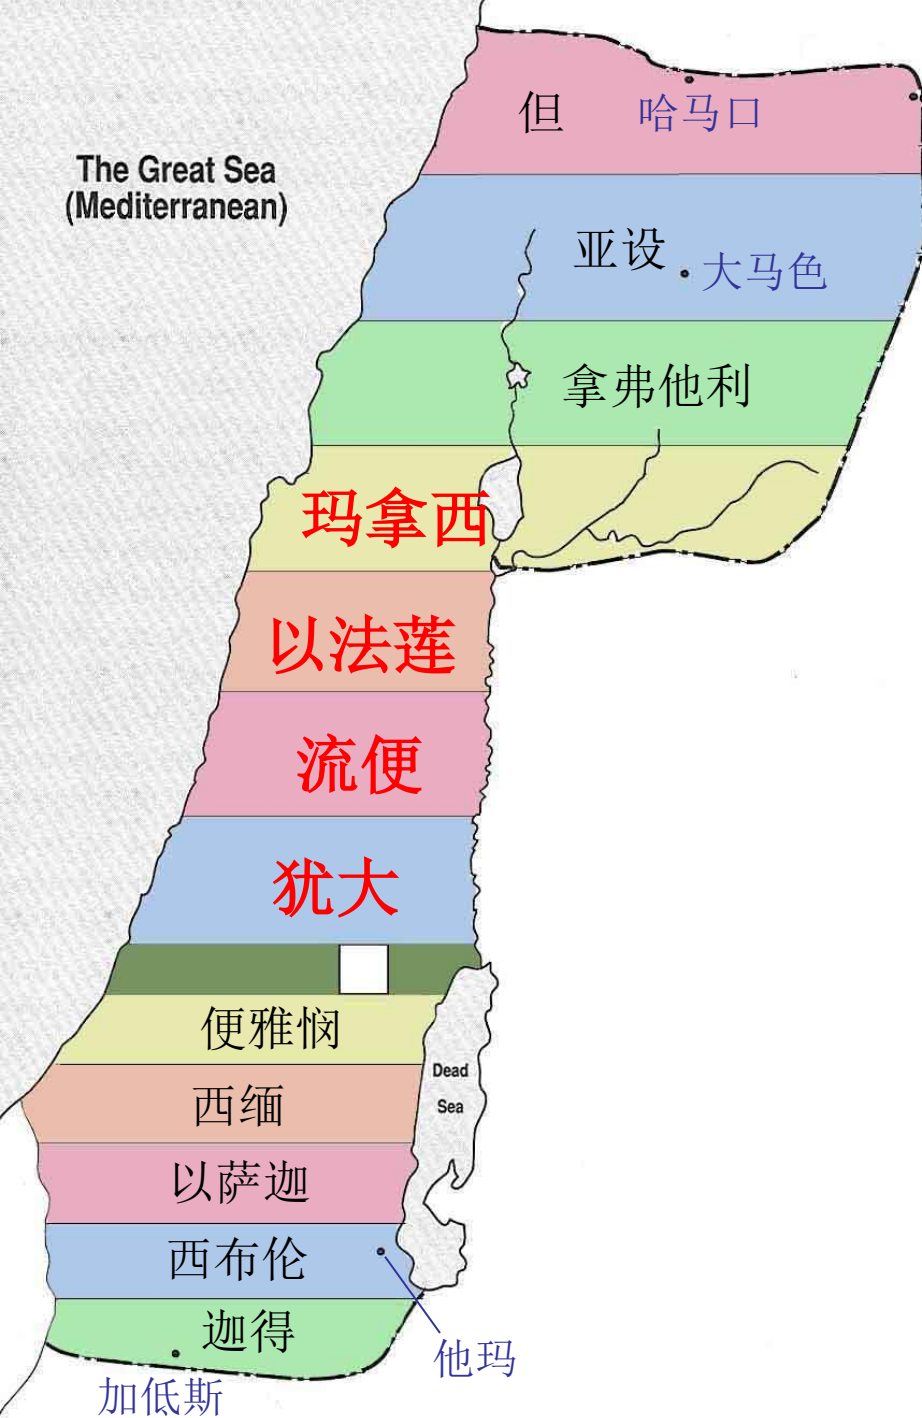 但 哈马口
The Great Sea
(Mediterranean)
亚设 大马色
拿弗他利
玛拿西
以法莲
流便
犹大
便雅悯
Dead
Sea
西缅
以萨迦
西布伦
迦得
他玛
加低斯